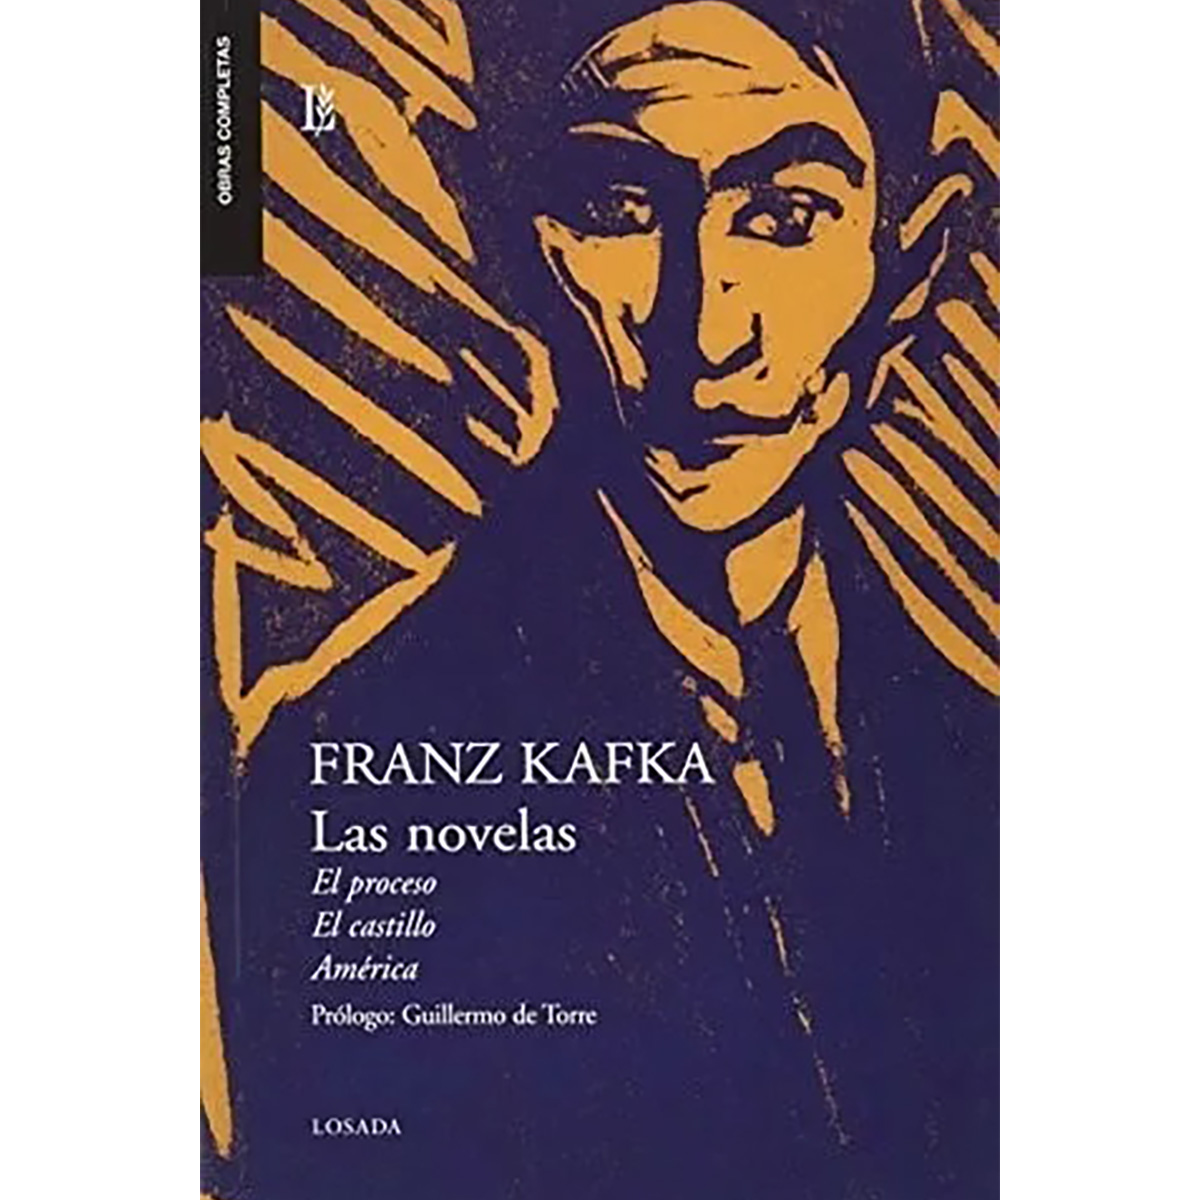 OBRAS COMPLETAS
L
FRANZ KAFKA
Las novelas
El proceso
El castillo
América
Prólogo: Guillermo de Torre
LOSADA